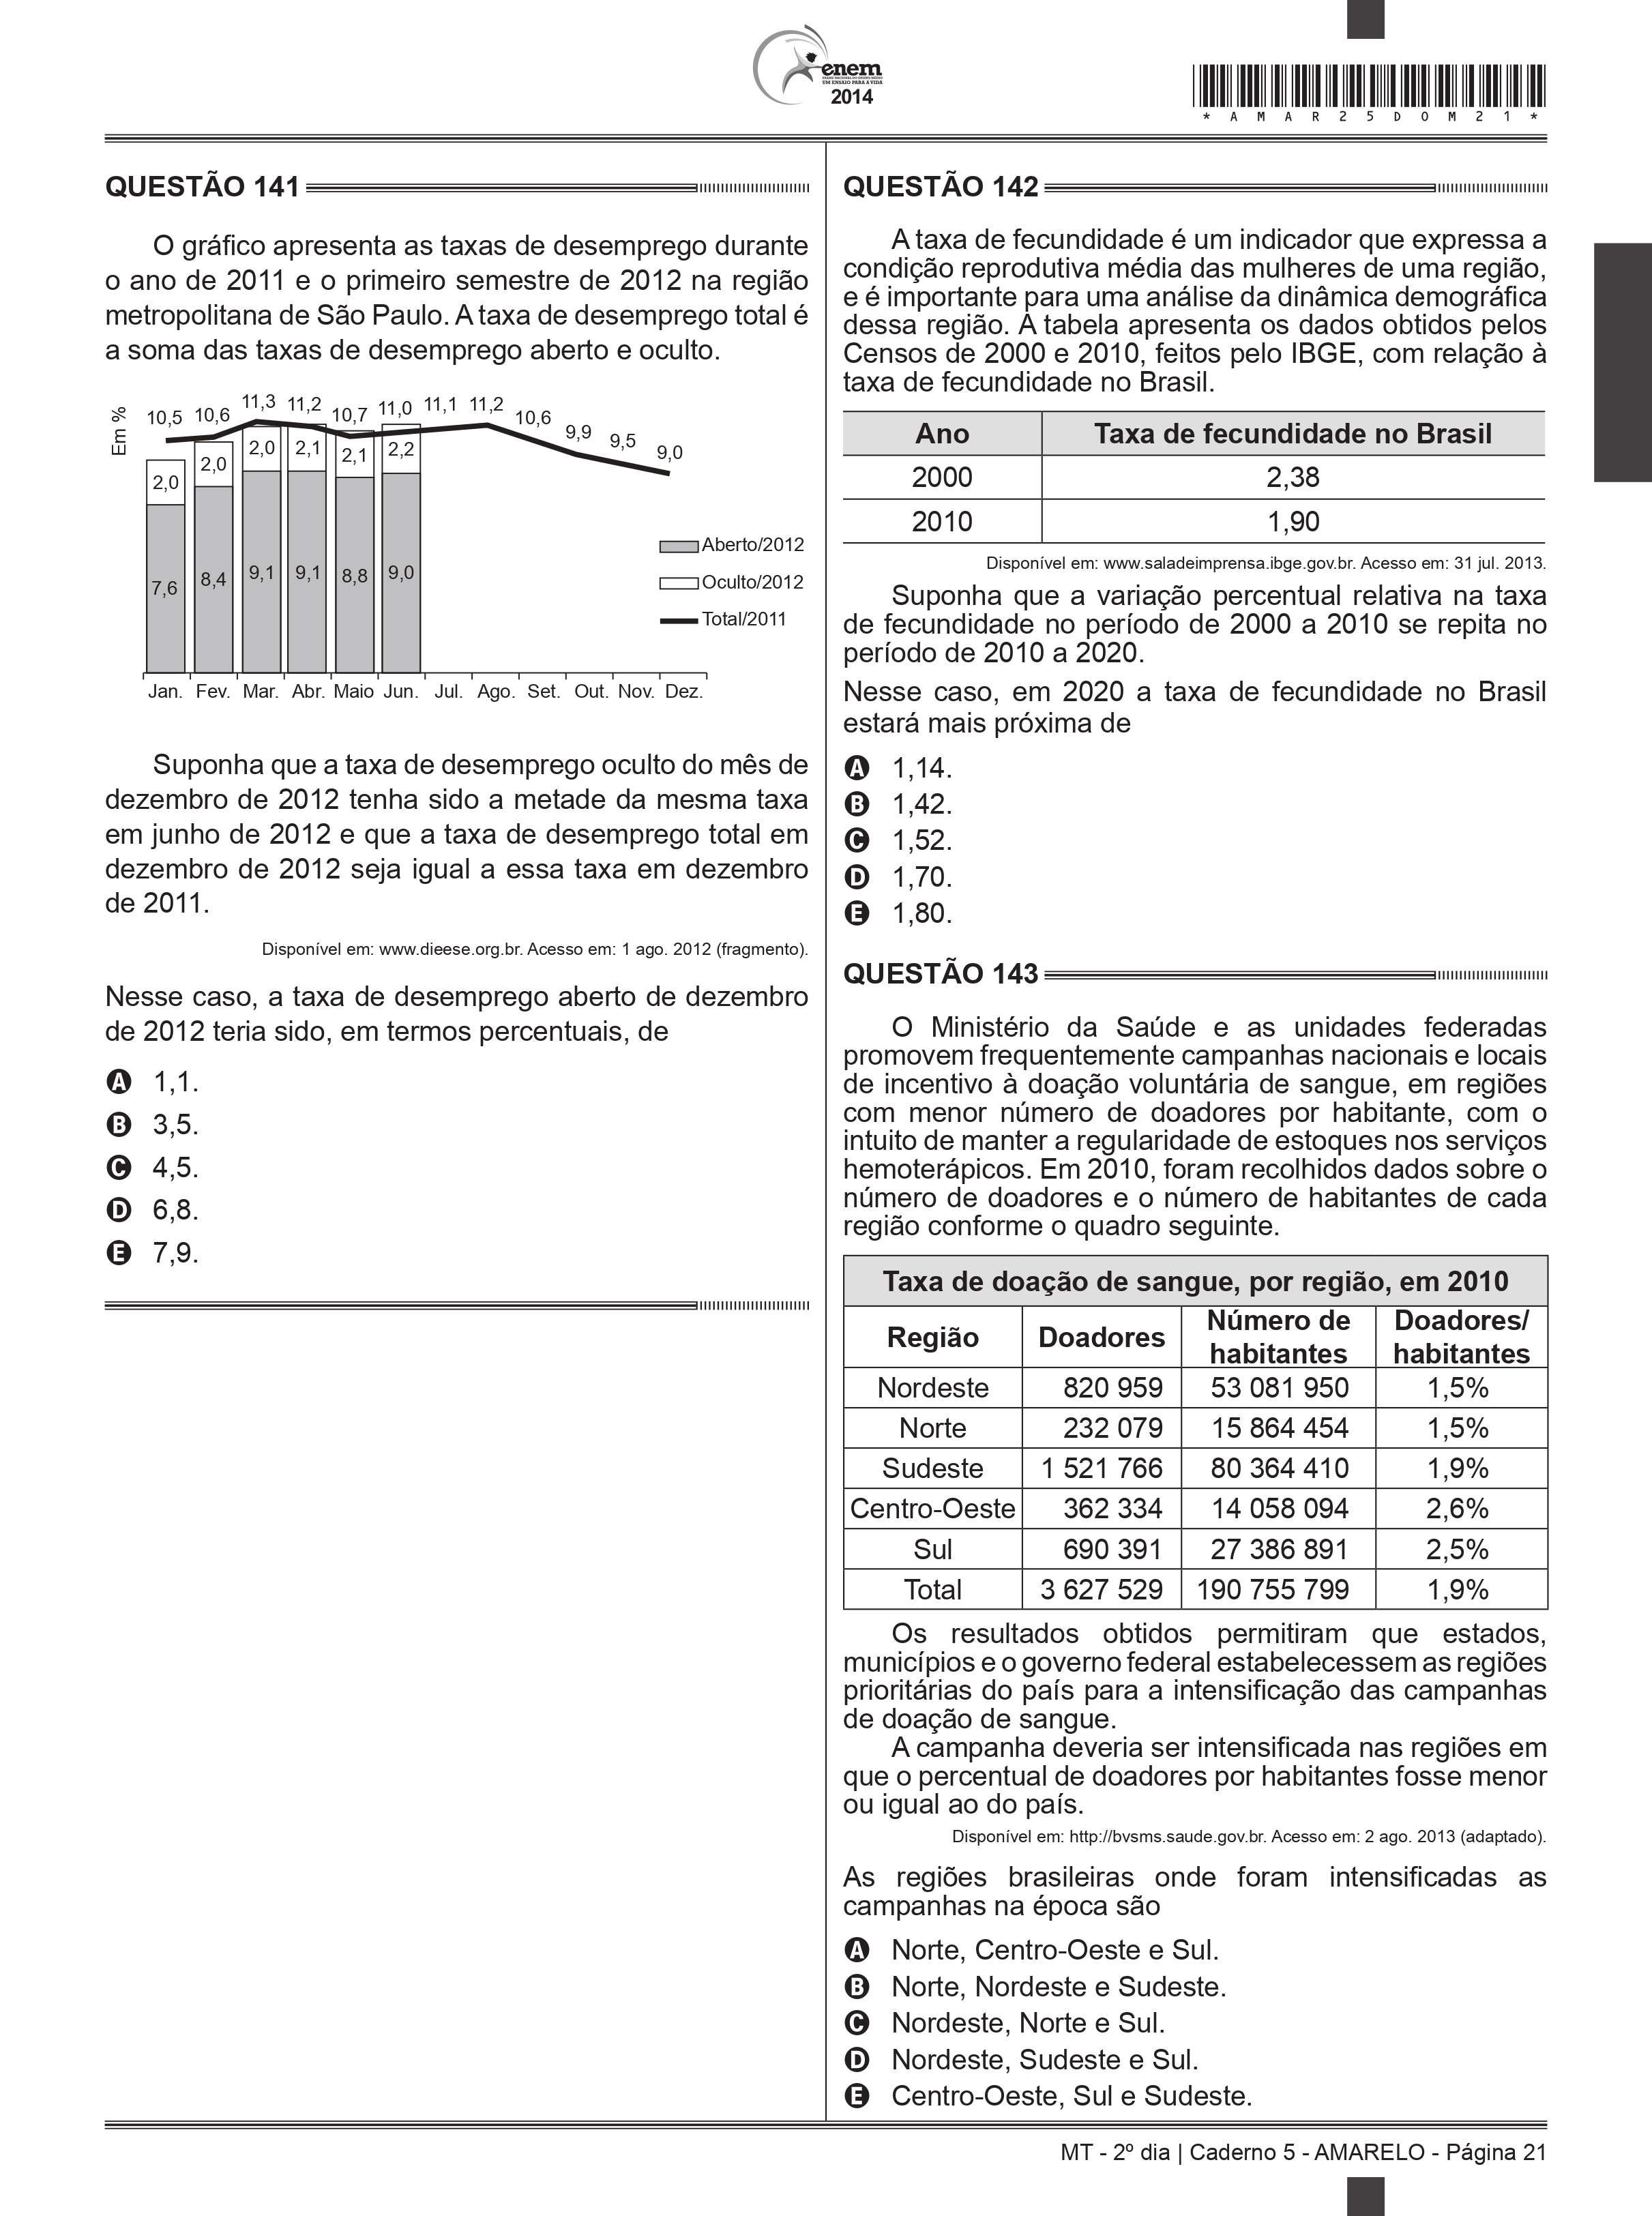 enem
EXAME NACIONAL DO ENSINO MÉDIO
UM ENSAIO PARA A VIDA
2014
*AMAR25DOM21*
QUESTÃO 141
O gráfico apresenta as taxas de desemprego durante
o ano de 2011 e o primeiro semestre de 2012 na região
metropolitana de São Paulo. A taxa de desemprego total é
a soma das taxas de desemprego aberto e oculto.
Em %
10,5 10,6 11,3 11,2 10,7 11,0 11,1 11,2 10,6 9,9 9,5 9,0
2,0 2,0 2,0 2,1 2,1 2,2
7,6 8,4 9,1 9,1 8,8 9,0
Aberto/2012
Oculto/2012
Total/2011
Jan. Fev. Mar. Abr. Maio Jun. Jul. Ago. Set. Out. Nov. Dez.
Suponha que a taxa de desemprego oculto do mês de
dezembro de 2012 tenha sido a metade da mesma taxa
em junho de 2012 e que a taxa de desemprego total em
dezembro de 2012 seja igual a essa taxa em dezembro
de 2011.
Disponível em: www.dieese.org.br. Acesso em: 1 ago. 2012 (fragmento).
Nesse caso, a taxa de desemprego aberto de dezembro
de 2012 teria sido, em termos percentuais, de
A 1,1.
B 3,5.
C 4,5.
D 6,8.
E 7,9.
QUESTÃO 142
A taxa de fecundidade é um indicador que expressa a
condição reprodutiva média das mulheres de uma região,
e é importante para uma análise da dinâmica demográfica
dessa região. A tabela apresenta os dados obtidos pelos
Censos de 2000 e 2010, feitos pelo IBGE, com relação à
taxa de fecundidade no Brasil.
Ano Taxa de fecundidade no Brasil
2000 2,38
2010 1,90
Disponível em: www.saladeimprensa.ibge.gov.br. Acesso em: 31 jul. 2013.
Suponha que a variação percentual relativa na taxa
de fecundidade no período de 2000 a 2010 se repita no
período de 2010 a 2020.
Nesse caso, em 2020 a taxa de fecundidade no Brasil
estará mais próxima de
A 1,14.
B 1,42.
C 1,52.
D 1,70.
E 1,80.
QUESTÃO 143
O Ministério da Saúde e as unidades federadas
promovem frequentemente campanhas nacionais e locais
de incentivo à doação voluntária de sangue, em regiões
com menor número de doadores por habitante, com o
intuito de manter a regularidade de estoques nos serviços
hemoterápicos. Em 2010, foram recolhidos dados sobre o
número de doadores e o número de habitantes de cada
região conforme o quadro seguinte.
Taxa de doação de sangue, por região, em 2010
Região Doadores Número de habitantes Doadores/ habitantes
Nordeste 820 959 53 081 950 1,5%
Norte 232 079 15 864 454 1,5%
Sudeste 1 521 766 80 364 410 1,9%
Centro-Oeste 362 334 14 058 094 2,6%
Sul 690 391 27 386 891 2,5%
Total 3 627 529 190 755 799 1,9%
Os resultados obtidos permitiram que estados,
municípios e o governo federal estabelecessem as regiões
prioritárias do país para a intensificação das campanhas
de doação de sangue.
A campanha deveria ser intensificada nas regiões em
que o percentual de doadores por habitantes fosse menor
ou igual ao do país.
Disponível em: http://bvsms.saude.gov.br. Acesso em: 2 ago. 2013 (adaptado).
As regiões brasileiras onde foram intensificadas as
campanhas na época são
A Norte, Centro-Oeste e Sul.
B Norte, Nordeste e Sudeste.
C Nordeste, Norte e Sul.
D Nordeste, Sudeste e Sul.
E Centro-Oeste, Sul e Sudeste.
MT - 2º dia | Caderno 5 - AMARELO - Página 21